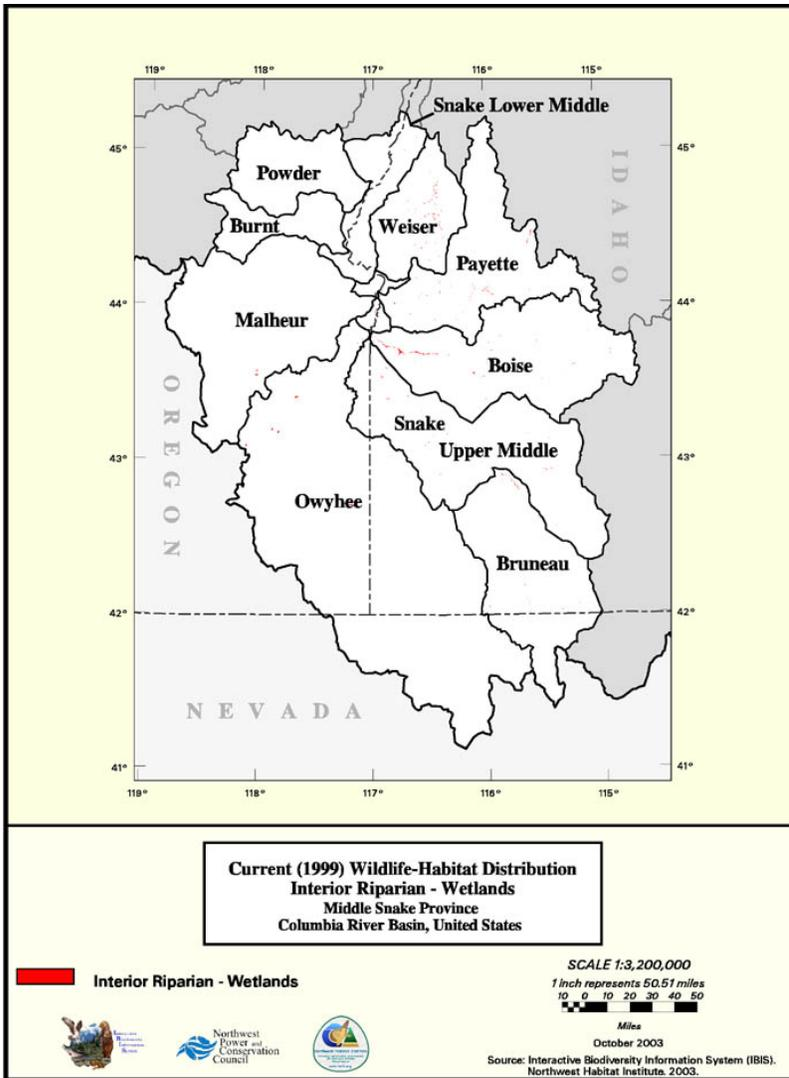 119°
118°
117°
116°
115°
Snake Lower Middle
45°
45°
IDAHO
Powder
Burnt
Weiser
Payette
44°
44°
Malheur
Boise
OREGON
Snake
43°
Upper Middle
43°
Owyhee
Bruneau
42°
42°
NEVADA
41°
41°
119°
118°
117°
116°
115°
Current (1999) Wildlife-Habitat Distribution
Interior Riparian - Wetlands
Middle Snake Province
Columbia River Basin, United States
Interior Riparian - Wetlands
SCALE 1:3,200,000
1 inch represents 50.51 miles
10 0 10 20 30 40 50
Miles
October 2003
Northwest
Power and
Conservation
Council
Source: Interactive Biodiversity Information System (IBIS).
Northwest Habitat Institute. 2003.